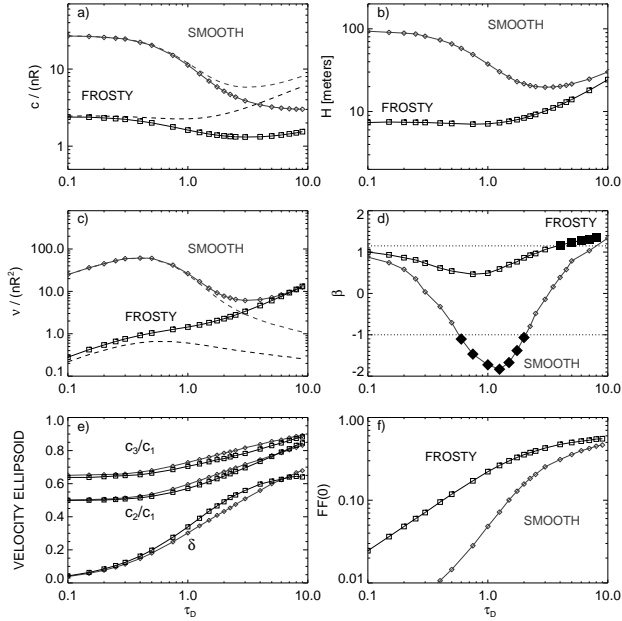 a)
SMOOTH
FROSTY
c / (nR)
10
1
0.1 1.0 10.0
b)
SMOOTH
FROSTY
H [meters]
100
10
0.1 1.0 10.0
c)
SMOOTH
FROSTY
ν / (nR²)
100.0
10.0
1.0
0.1
0.1 1.0 10.0
d)
FROSTY
SMOOTH
β
2
1
0
-1
-2
0.1 1.0 10.0
e)
c₃/c₁
c₂/c₁
δ
VELOCITY ELLIPSOID
1.0
0.8
0.6
0.4
0.2
0.0
0.1 1.0 10.0
τ_D
f)
FROSTY
SMOOTH
FF(0)
0.10
0.01
0.1 1.0 10.0
τ_D